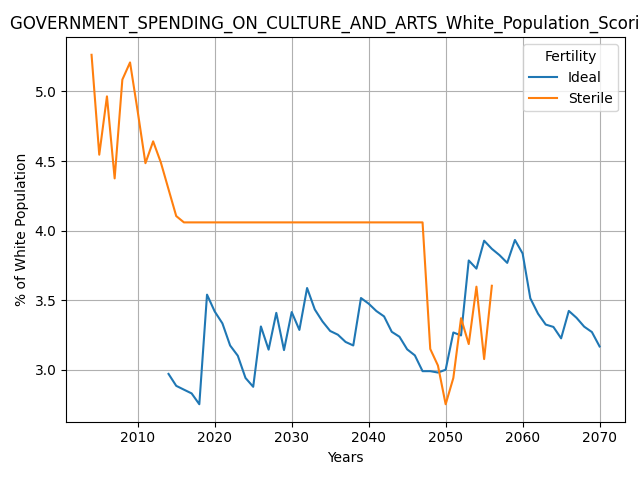 GOVERNMENT_SPENDING_ON_CULTURE_AND_ARTS_White_Population_Scori
Fertility
Ideal
Sterile
% of White Population
5.0
4.5
4.0
3.5
3.0
2010 2020 2030 2040 2050 2060 2070
Years